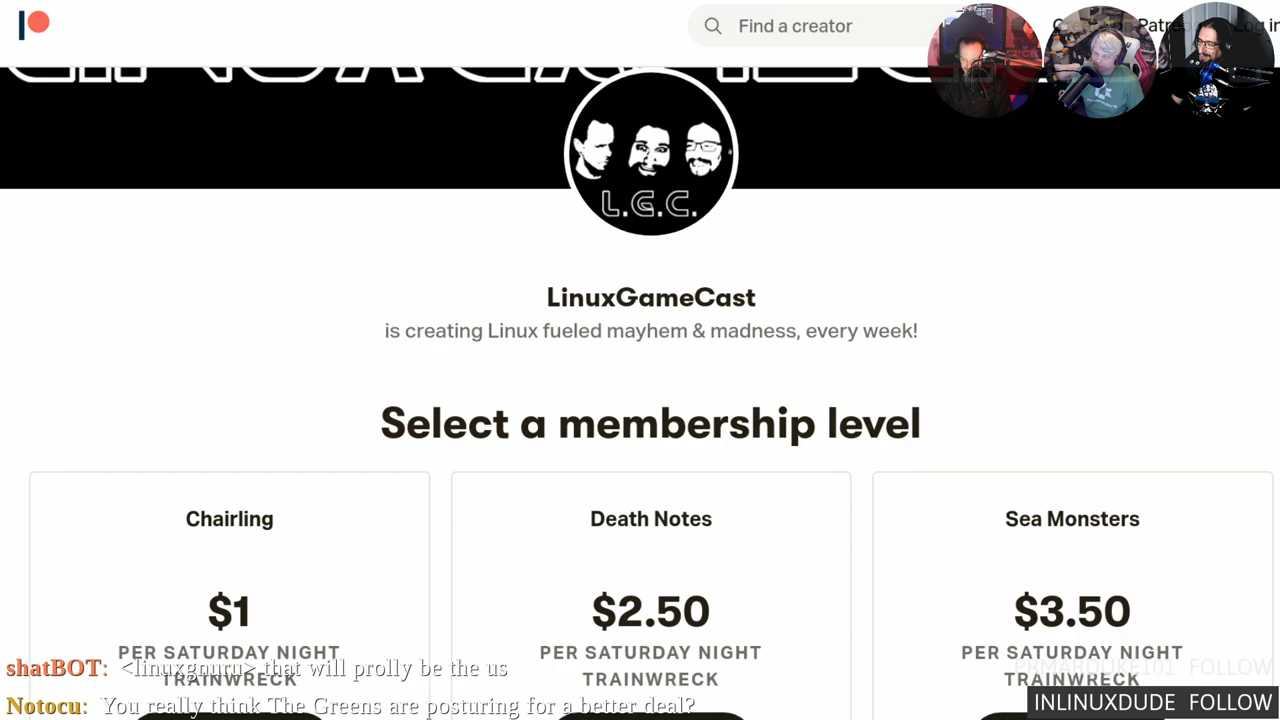 Find a creator
Log in
L.G.C.
LinuxGameCast
is creating Linux fueled mayhem & madness, every week!
Select a membership level
Chairling
Death Notes
Sea Monsters
$1
$2.50
$3.50
PER SATURDAY NIGHT
TRAINWRECK
PER SATURDAY NIGHT
TRAINWRECK
PER SATURDAY NIGHT
TRAINWRECK
shatBOT: <linuxgnuru> that will prolly be the us
Notocu: You really think The Greens are posturing for a better deal?
FOLLOW
INLINUXDUDE FOLLOW